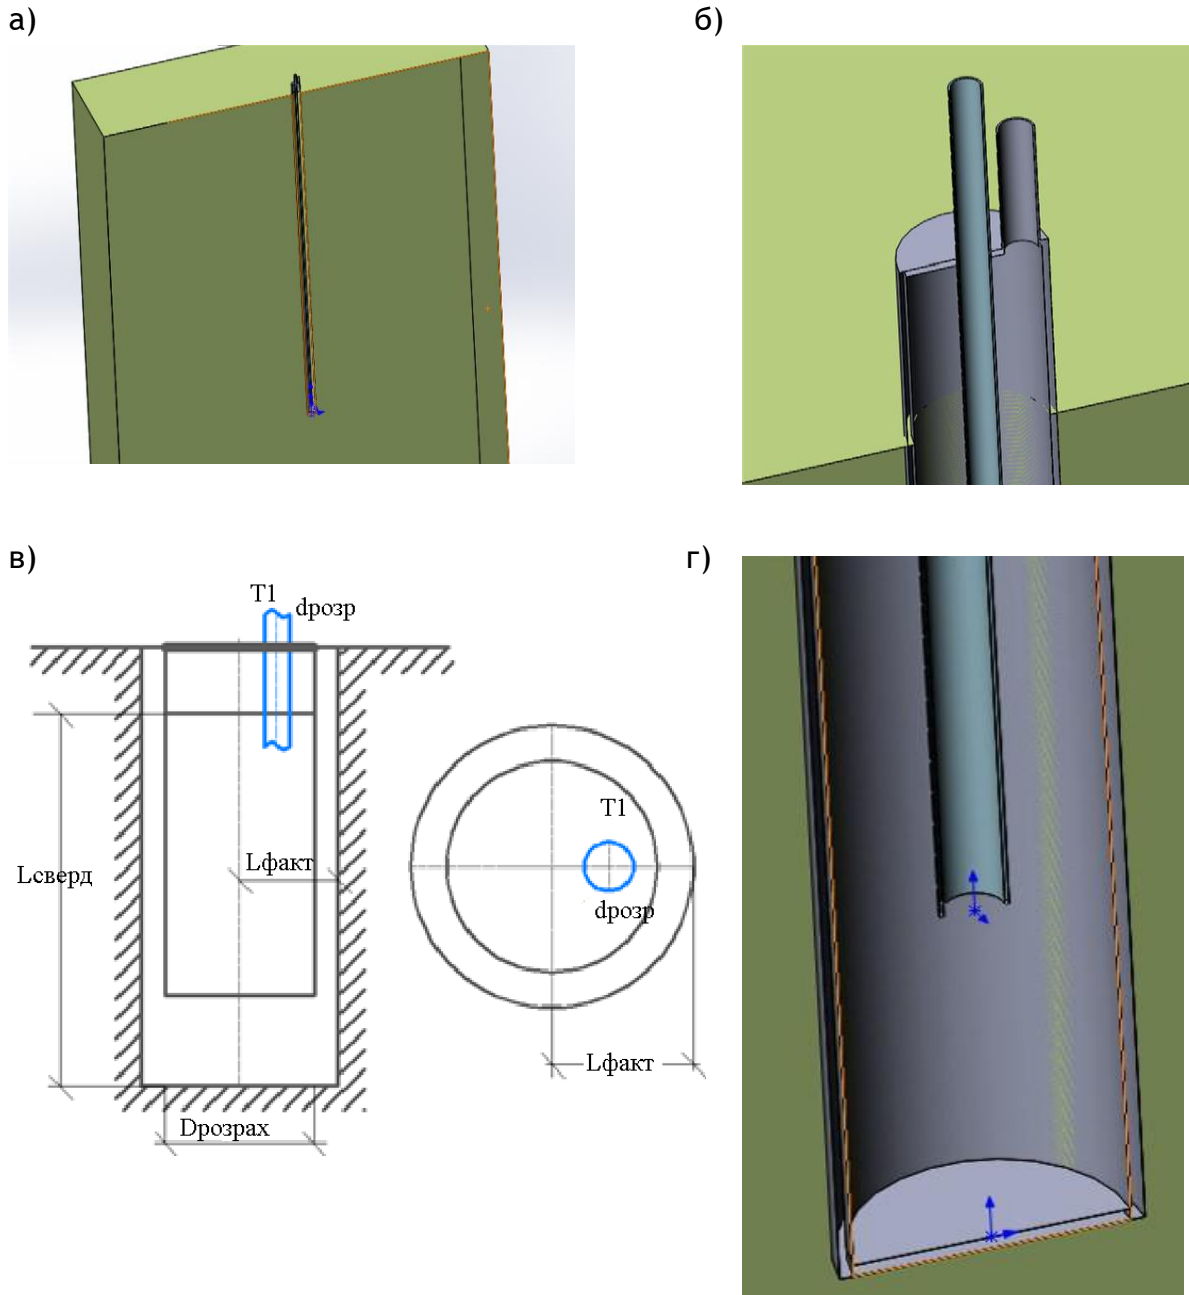 а)
б)
в)
г)
T1
dрозр
Lсверд
Lфакт
Dрозрах
T1
dрозр
Lфакт